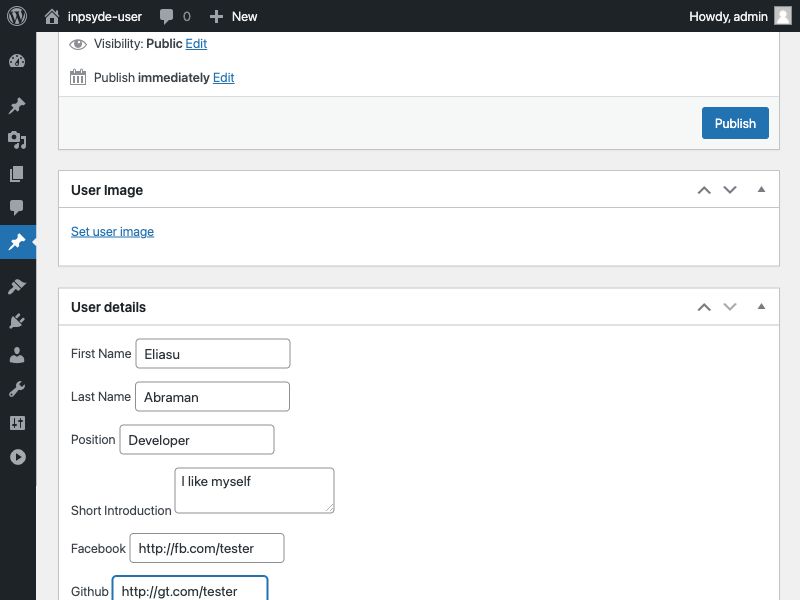 inpsyde-user 0 New Howdy, admin
Visibility: Public Edit
Publish immediately Edit
Publish
User Image
Set user image
User details
First Name Eliasu
Last Name Abraman
Position Developer
Short Introduction I like myself
Facebook http://fb.com/tester
Github http://gt.com/tester